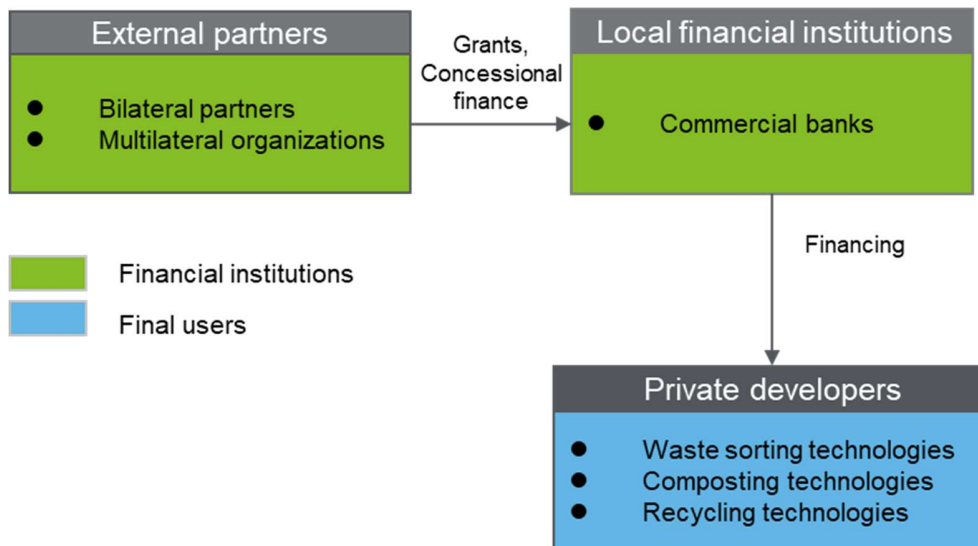 External partners
● Bilateral partners
● Multilateral organizations
Grants,
Concessional
finance
Local financial institutions
● Commercial banks
Financing
Financial institutions
Final users
Private developers
● Waste sorting technologies
● Composting technologies
● Recycling technologies